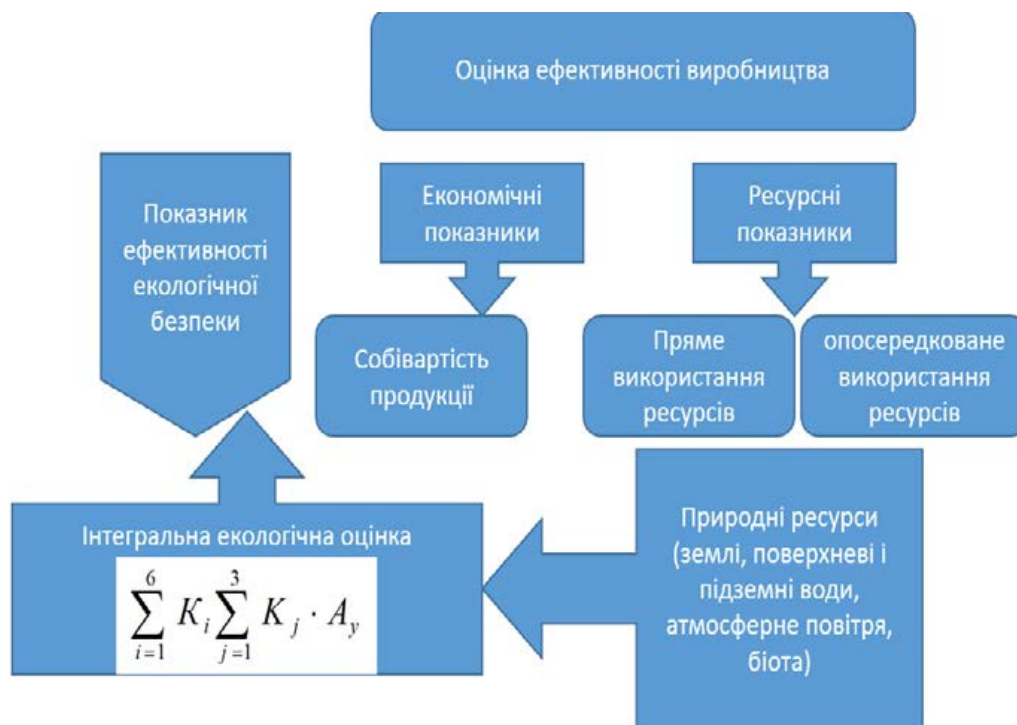 Оцінка ефективності виробництва
Показник
ефективності
екологічної
безпеки
Економічні
показники
Ресурсні
показники
Собівартість
продукції
Пряме
використання
ресурсів
опосередковане
використання
ресурсів
Інтегральна екологічна оцінка
6 3
∑ K_i ∑ K_j · A_y
i=1 j=1
Природні ресурси
(землі, поверхневі і
підземні води,
атмосферне повітря,
біота)